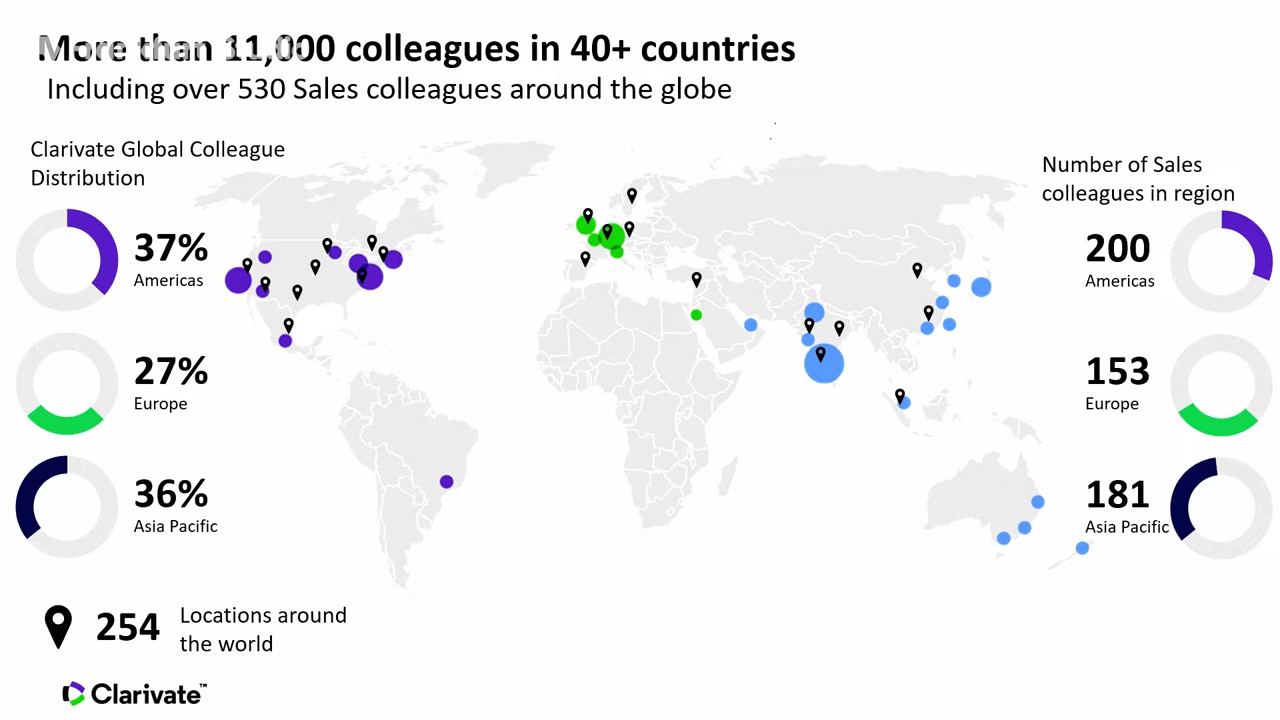 More than 11,000 colleagues in 40+ countries
Including over 530 Sales colleagues around the globe
Clarivate Global Colleague
Distribution
37%
Americas
27%
Europe
36%
Asia Pacific
Number of Sales
colleagues in region
200
Americas
153
Europe
181
Asia Pacific
254
Locations around
the world
Clarivate™